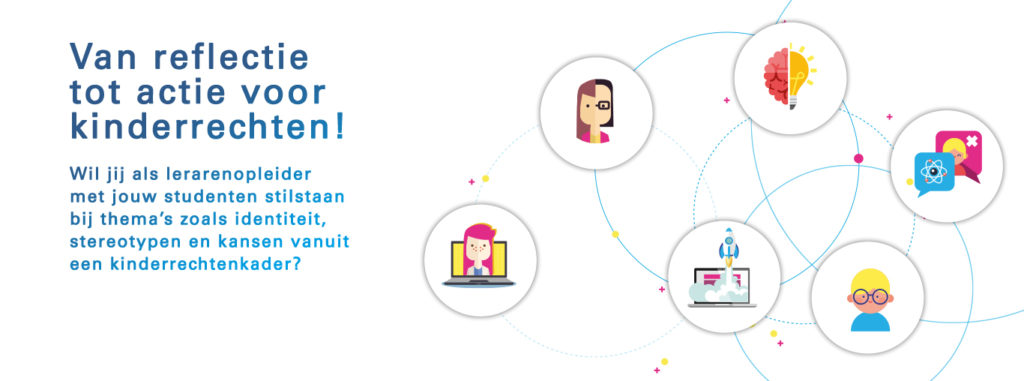 Van reflectie
tot actie voor
kinderrechten!
Wil jij als lerarenopleider
met jouw studenten stilstaan
bij thema's zoals identiteit,
stereotypen en kansen vanuit
een kinderrechtenkader?